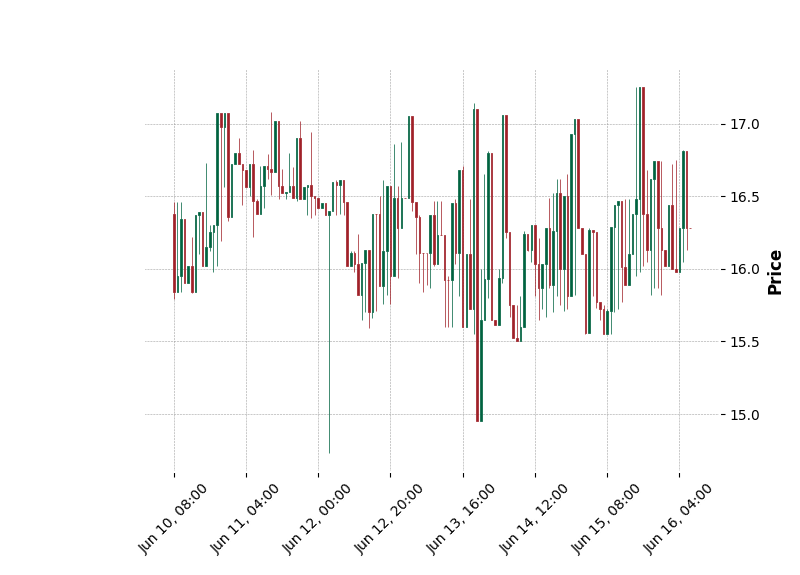 17.0
16.5
16.0
15.5
15.0
Price
Jun 10, 08:00
Jun 11, 04:00
Jun 12, 00:00
Jun 12, 20:00
Jun 13, 16:00
Jun 14, 12:00
Jun 15, 08:00
Jun 16, 04:00